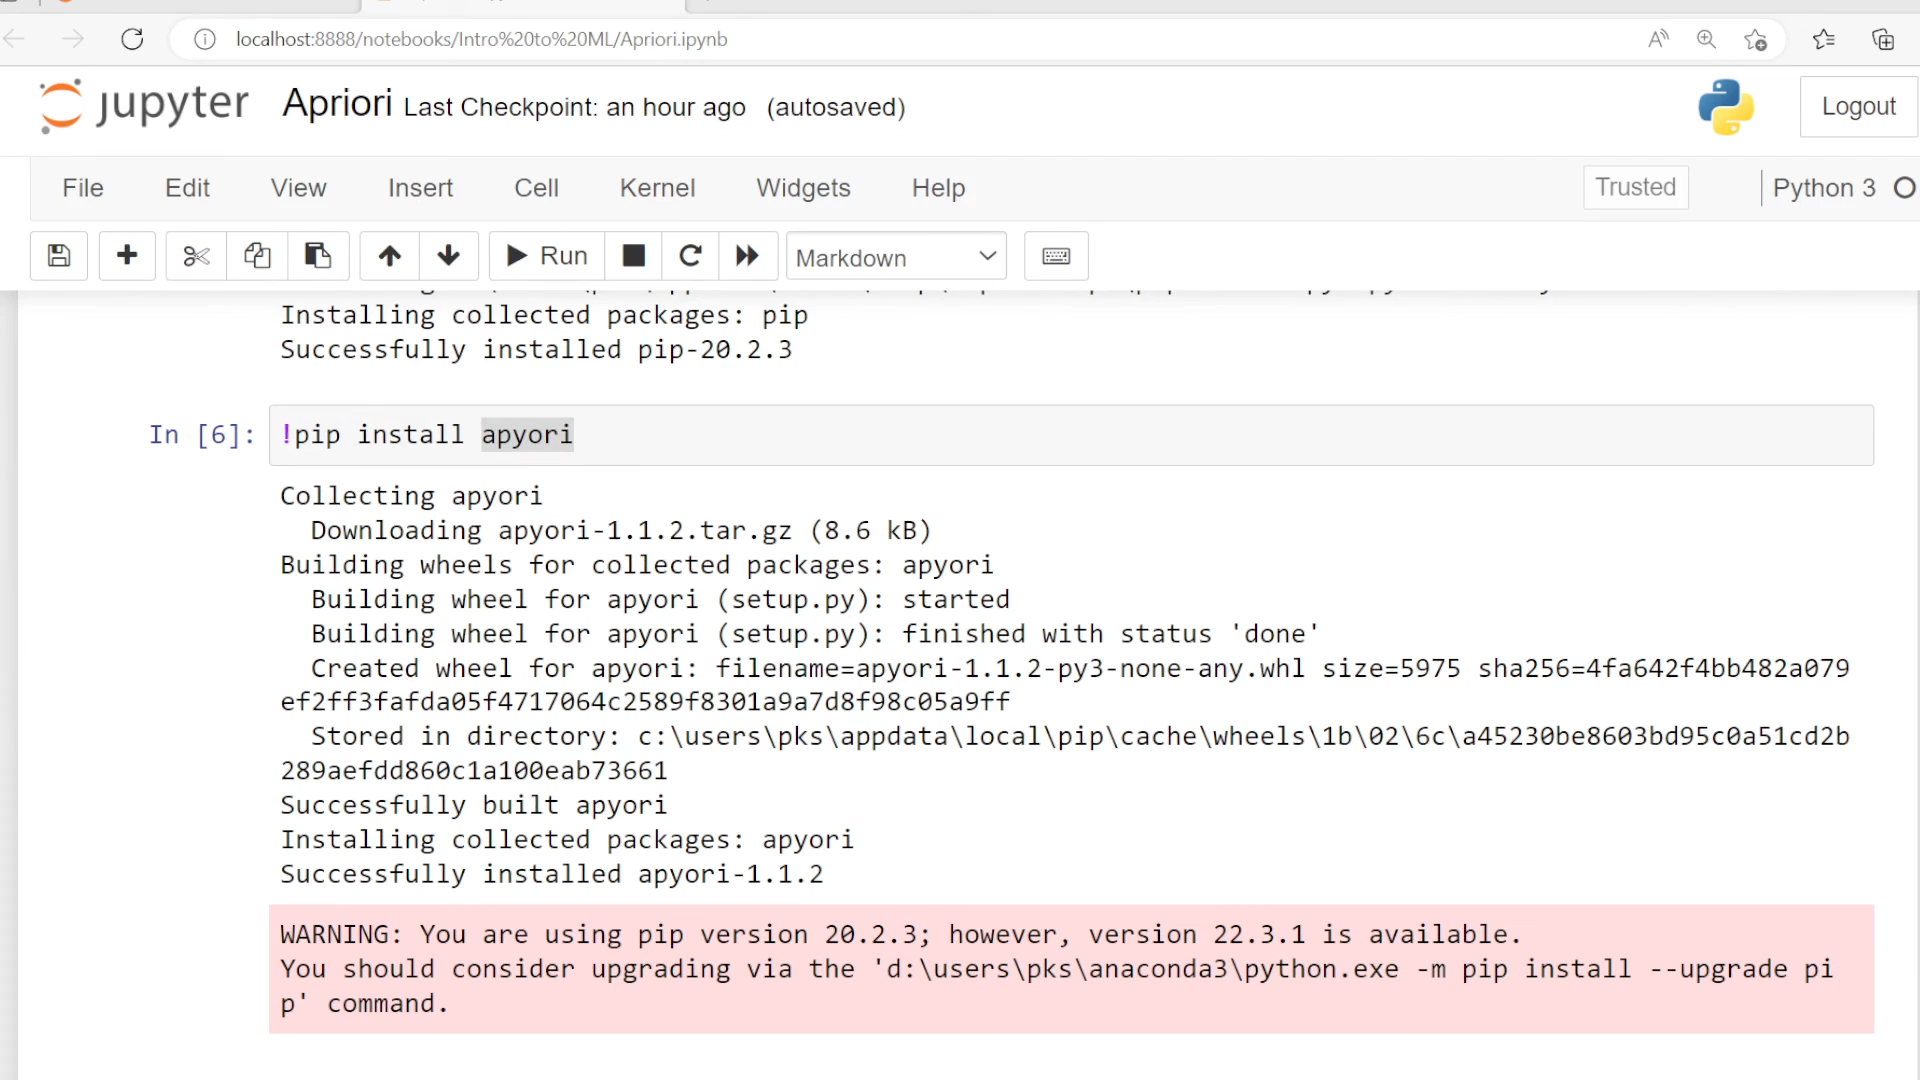 localhost:8888/notebooks/Intro%20to%20ML/Apriori.ipynb
jupyter Apriori Last Checkpoint: an hour ago (autosaved) Logout
File Edit View Insert Cell Kernel Widgets Help Trusted Python 3
Run Markdown
Installing collected packages: pip
Successfully installed pip-20.2.3
In [6]: !pip install apyori
Collecting apyori
Downloading apyori-1.1.2.tar.gz (8.6 kB)
Building wheels for collected packages: apyori
Building wheel for apyori (setup.py): started
Building wheel for apyori (setup.py): finished with status 'done'
Created wheel for apyori: filename=apyori-1.1.2-py3-none-any.whl size=5975 sha256=4fa642f4bb482a079
ef2ff3fafda05f4717064c2589f8301a9a7d8f98c05a9ff
Stored in directory: c:\users\pks\appdata\local\pip\cache\wheels\1b\02\6c\a45230be8603bd95c0a51cd2b
289aefdd860c1a100eab73661
Successfully built apyori
Installing collected packages: apyori
Successfully installed apyori-1.1.2
WARNING: You are using pip version 20.2.3; however, version 22.3.1 is available.
You should consider upgrading via the 'd:\users\pks\anaconda3\python.exe -m pip install --upgrade pi
p' command.